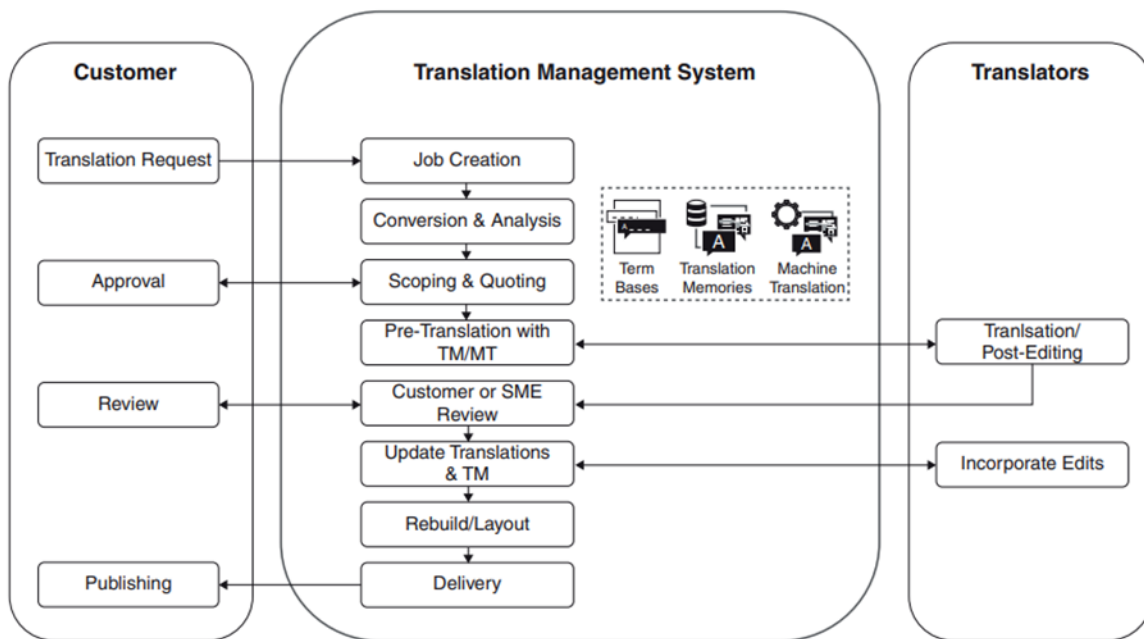 Customer
Translation Management System
Translators
Translation Request
Job Creation
Conversion & Analysis
Approval
Scoping & Quoting
Term
Bases
Translation
Memories
Machine
Translation
A
A
A
Pre-Translation with
TM/MT
Tranlsation/
Post-Editing
Review
Customer or SME
Review
Update Translations
& TM
Incorporate Edits
Rebuild/Layout
Publishing
Delivery